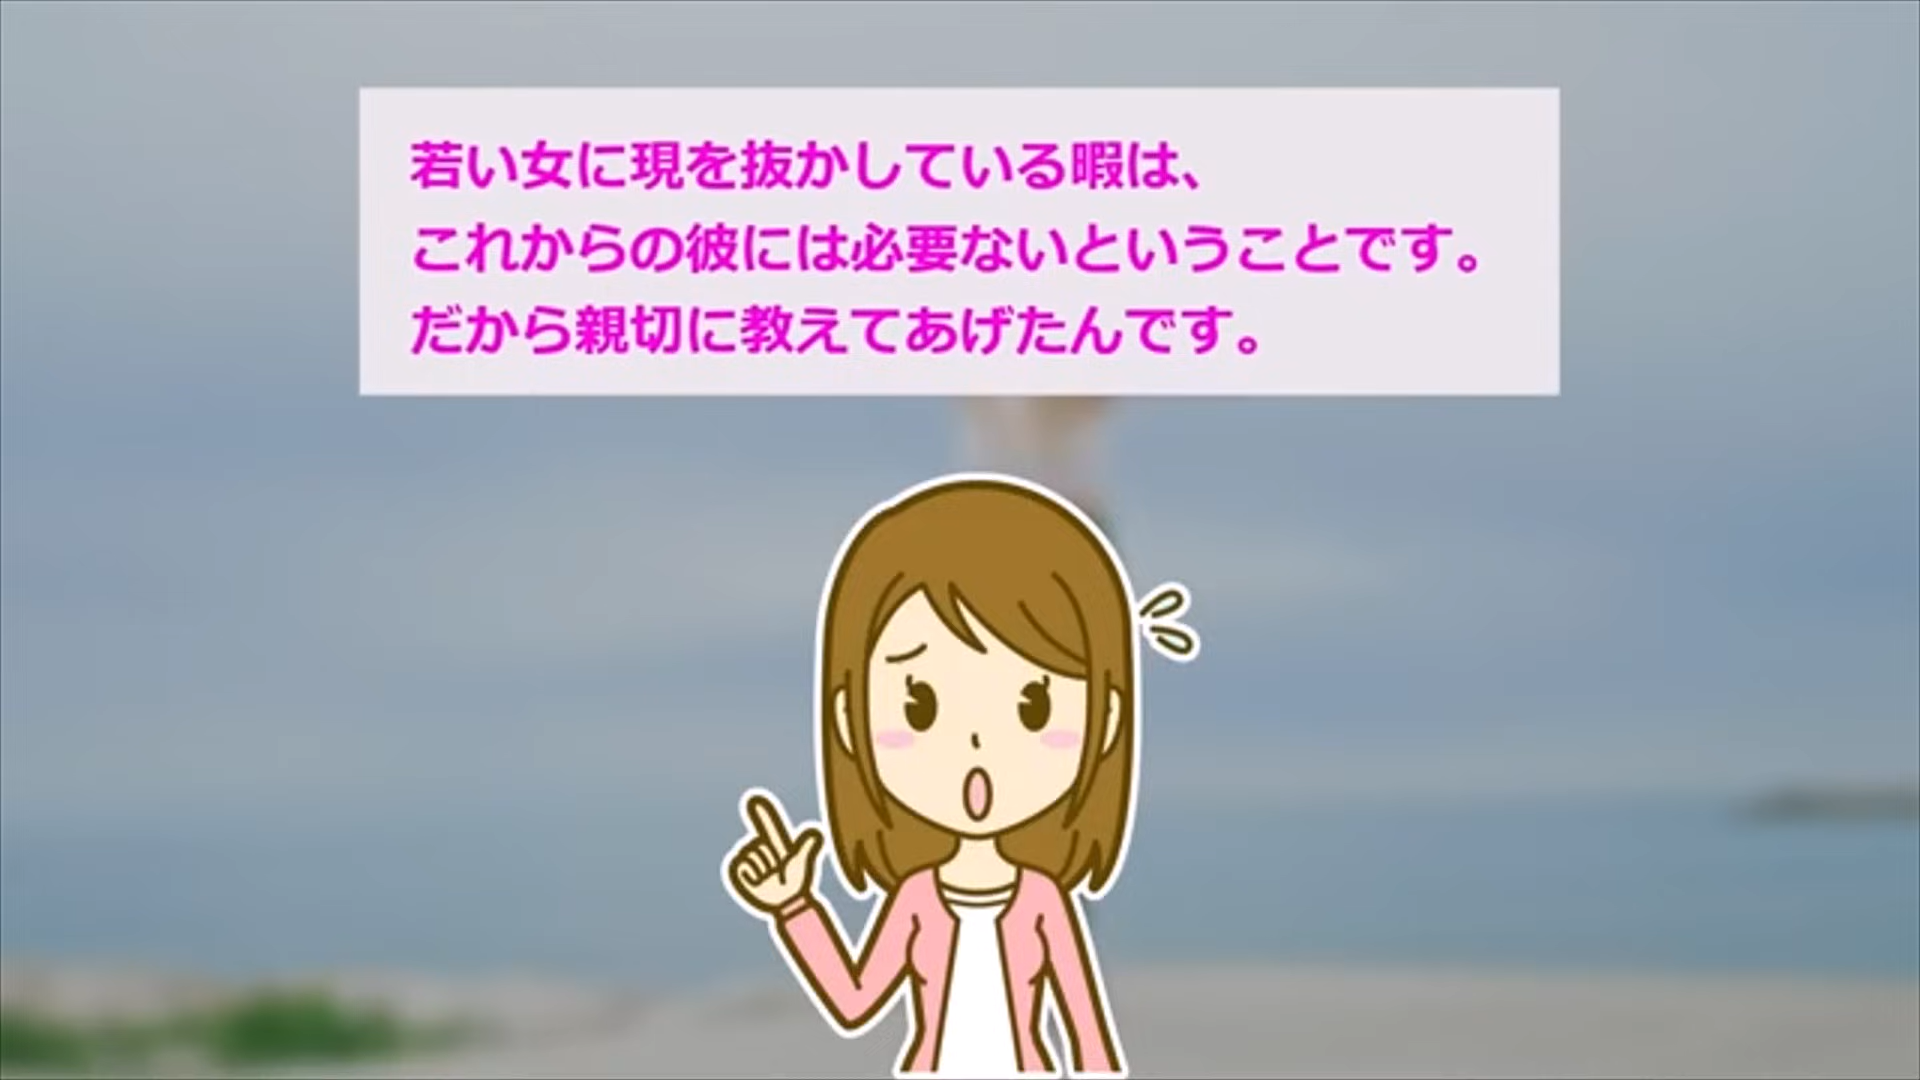 若い女に現を抜かしている暇は、
これからの彼には必要ないということです。
だから親切に教えてあげたんです。